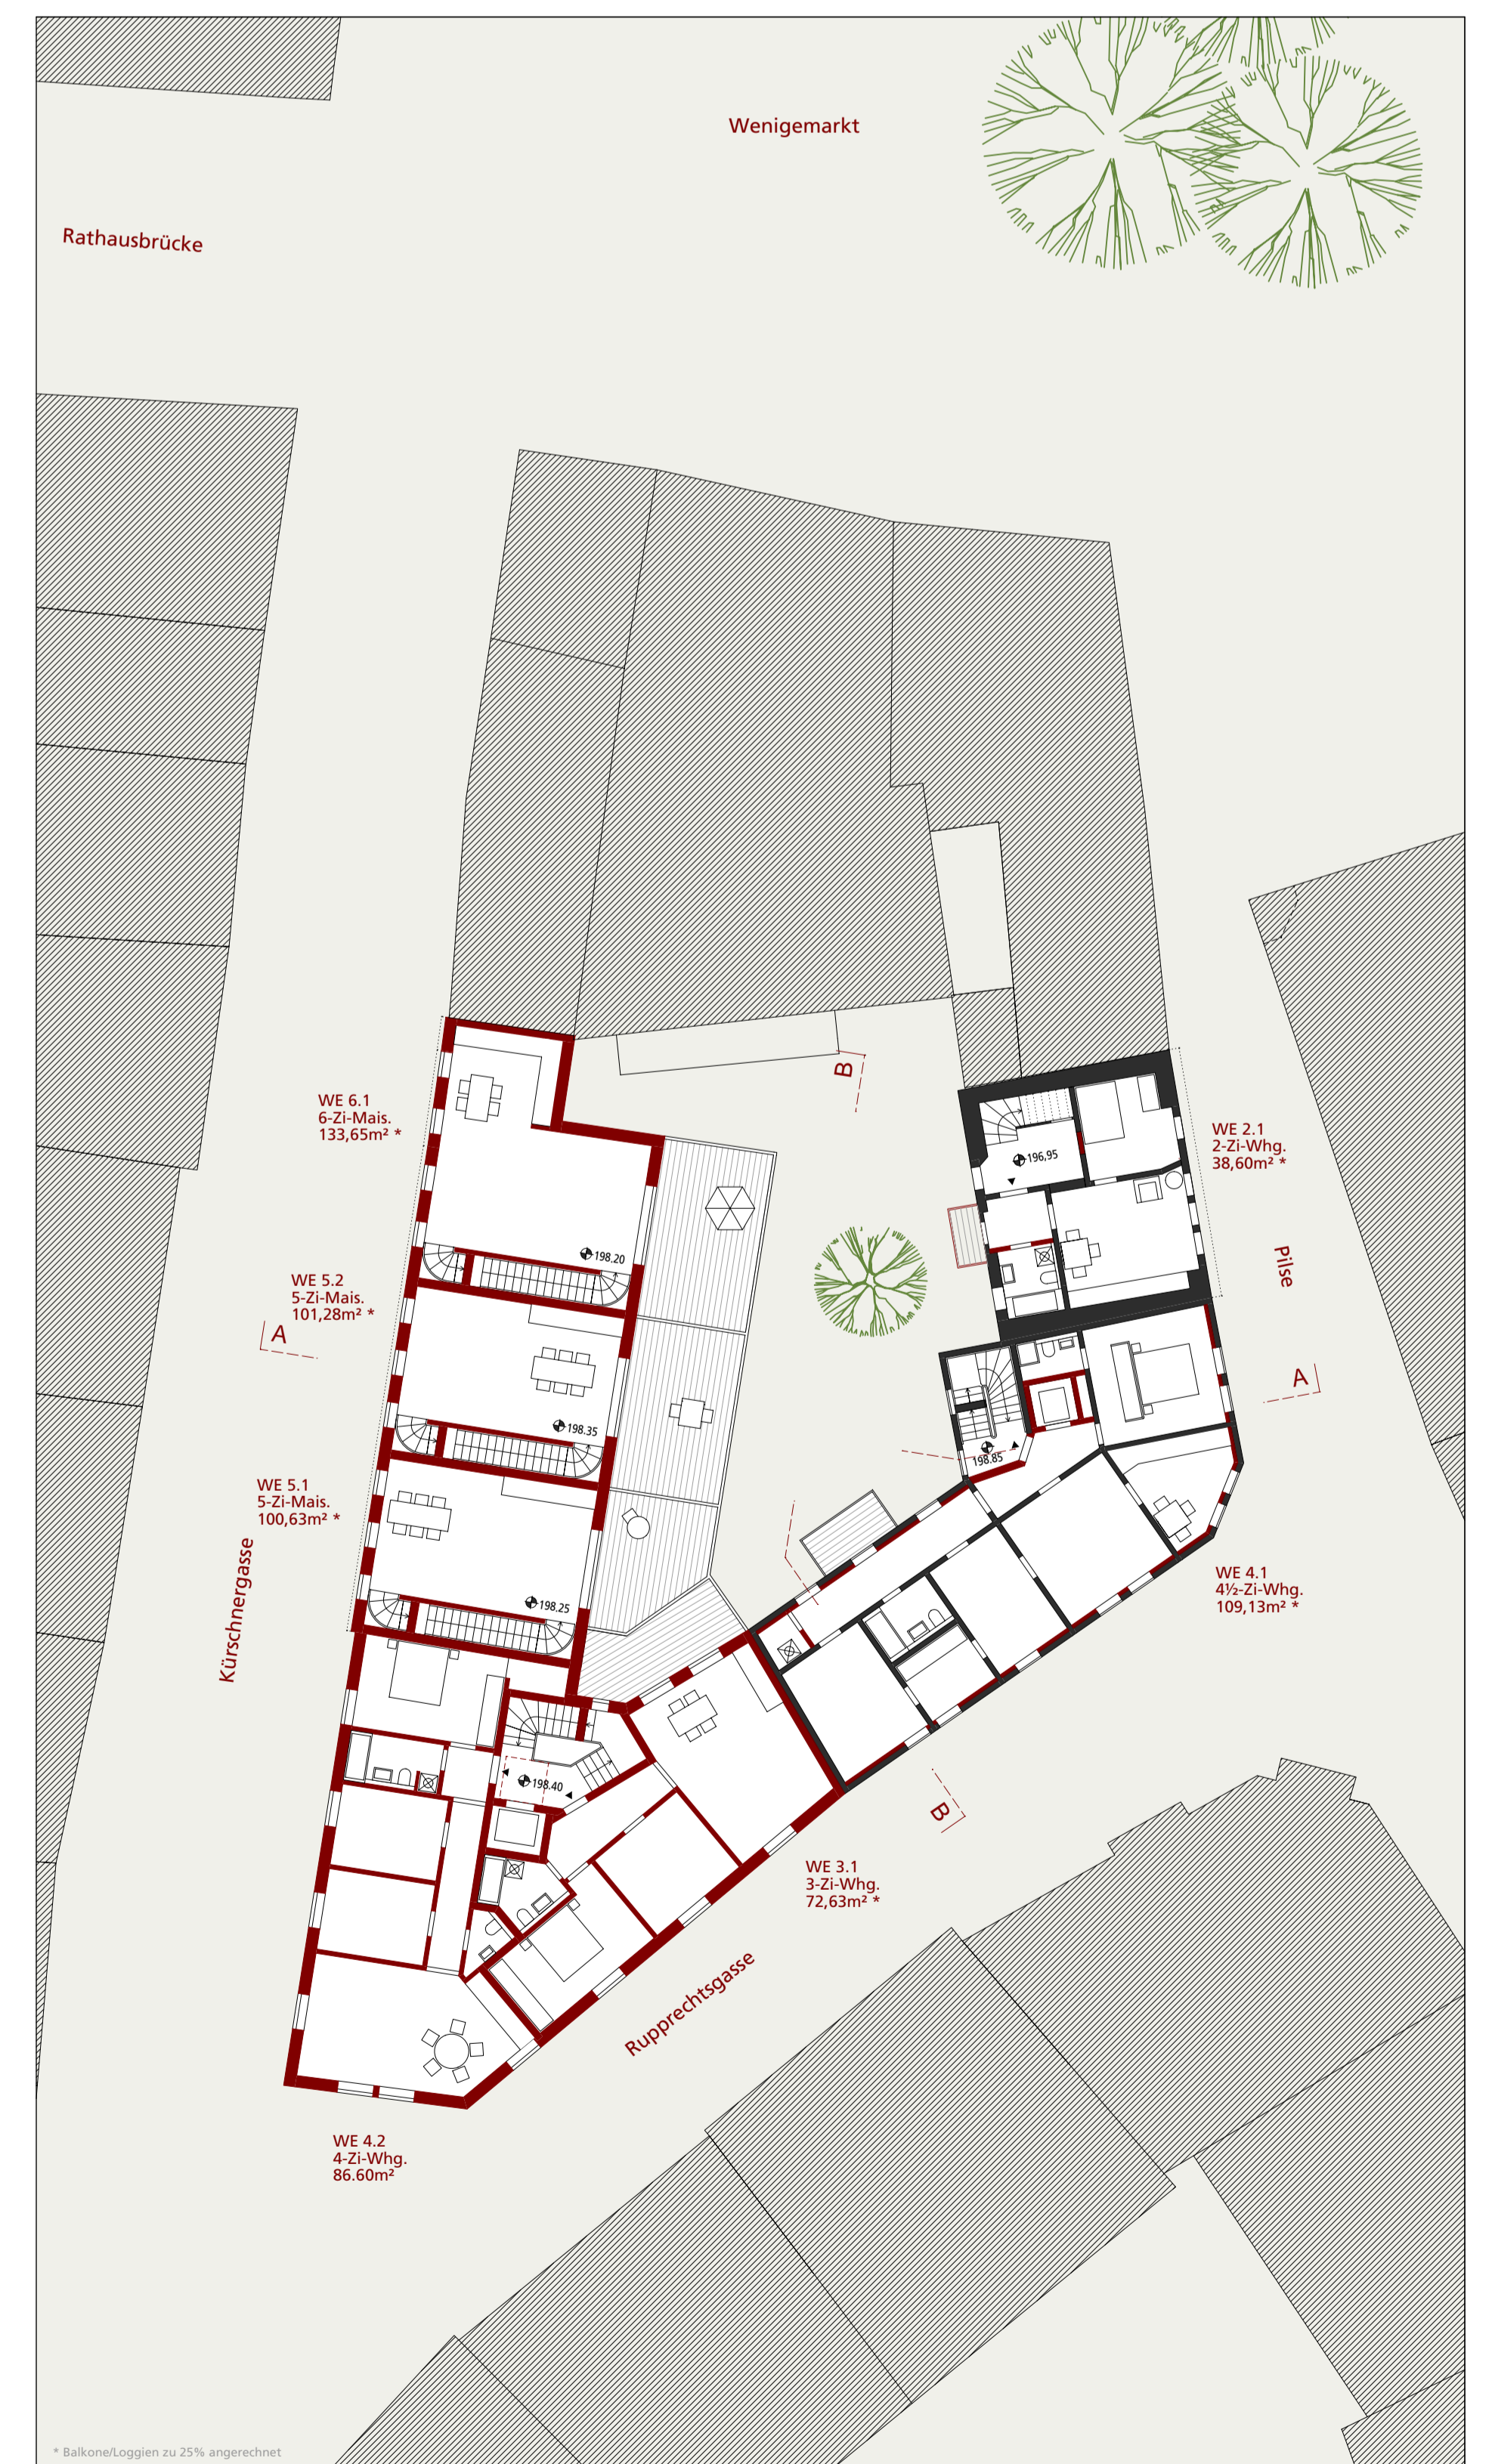 Wenigemarkt
Rathausbrücke
B
WE 6.1
6-Zi-Mais.
133,65m² *
WE 2.1
2-Zi-Whg.
38,60m² *
196,95
198.20
Pilse
WE 5.2
5-Zi-Mais.
101,28m² *
A
A
198.35
198.85
WE 5.1
5-Zi-Mais.
100,63m² *
Kürschnergasse
198.25
WE 4.1
4½-Zi-Whg.
109,13m² *
198.40
B
WE 3.1
3-Zi-Whg.
72,63m² *
Rupprechtsgasse
WE 4.2
4-Zi-Whg.
86.60m²
* Balkone/Loggien zu 25% angerechnet